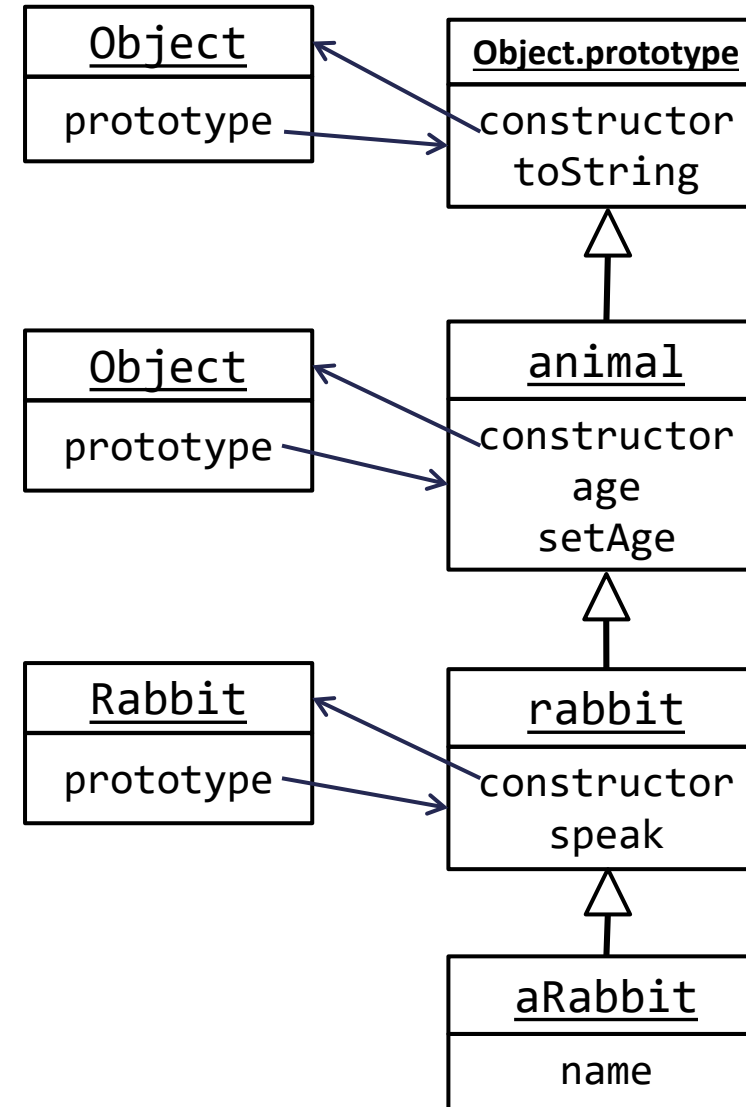 Object
prototype
Object.prototype
constructor
toString
Object
prototype
animal
constructor
age
setAge
Rabbit
prototype
rabbit
constructor
speak
aRabbit
name